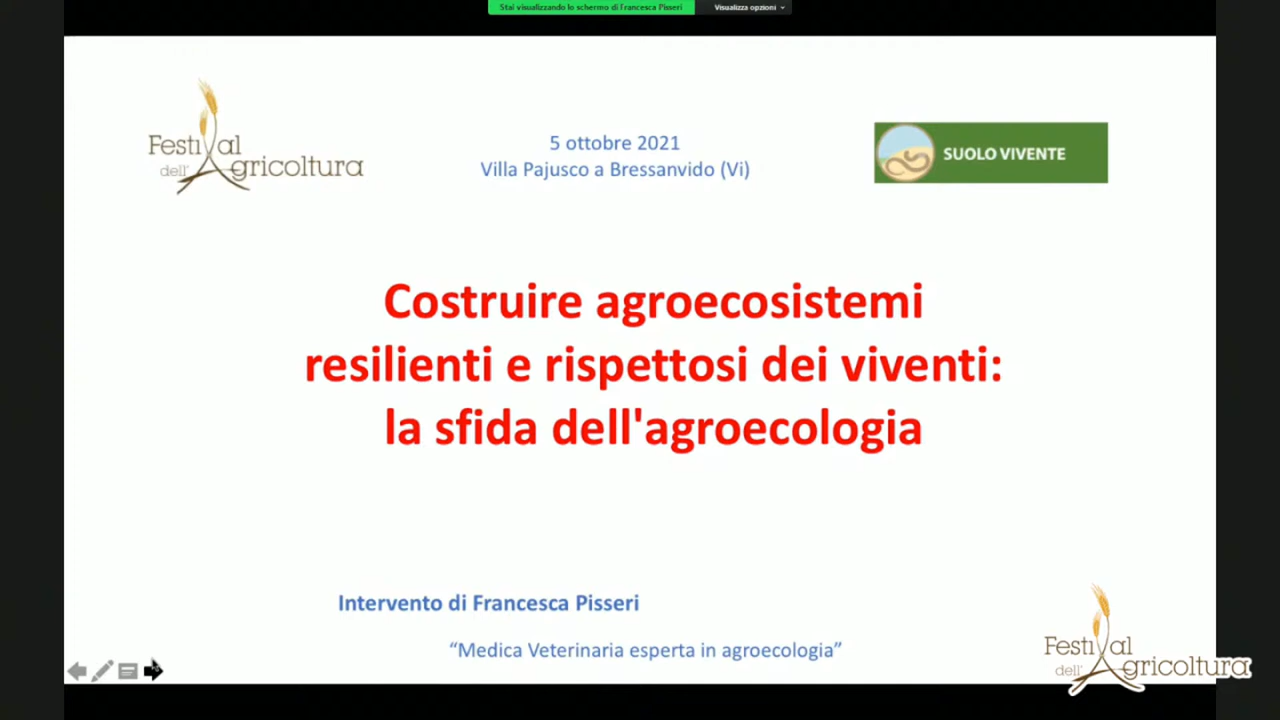 Stai visualizzando lo schermo di Francesca Pisseri
Visualizza opzioni
Festival
dell'Agricoltura
5 ottobre 2021
Villa Pajusco a Bressanvido (Vi)
SUOLO VIVENTE
Costruire agroecosistemi
resilienti e rispettosi dei viventi:
la sfida dell'agroecologia
Intervento di Francesca Pisseri
“Medica Veterinaria esperta in agroecologia”
Festival
dell'Agricoltura